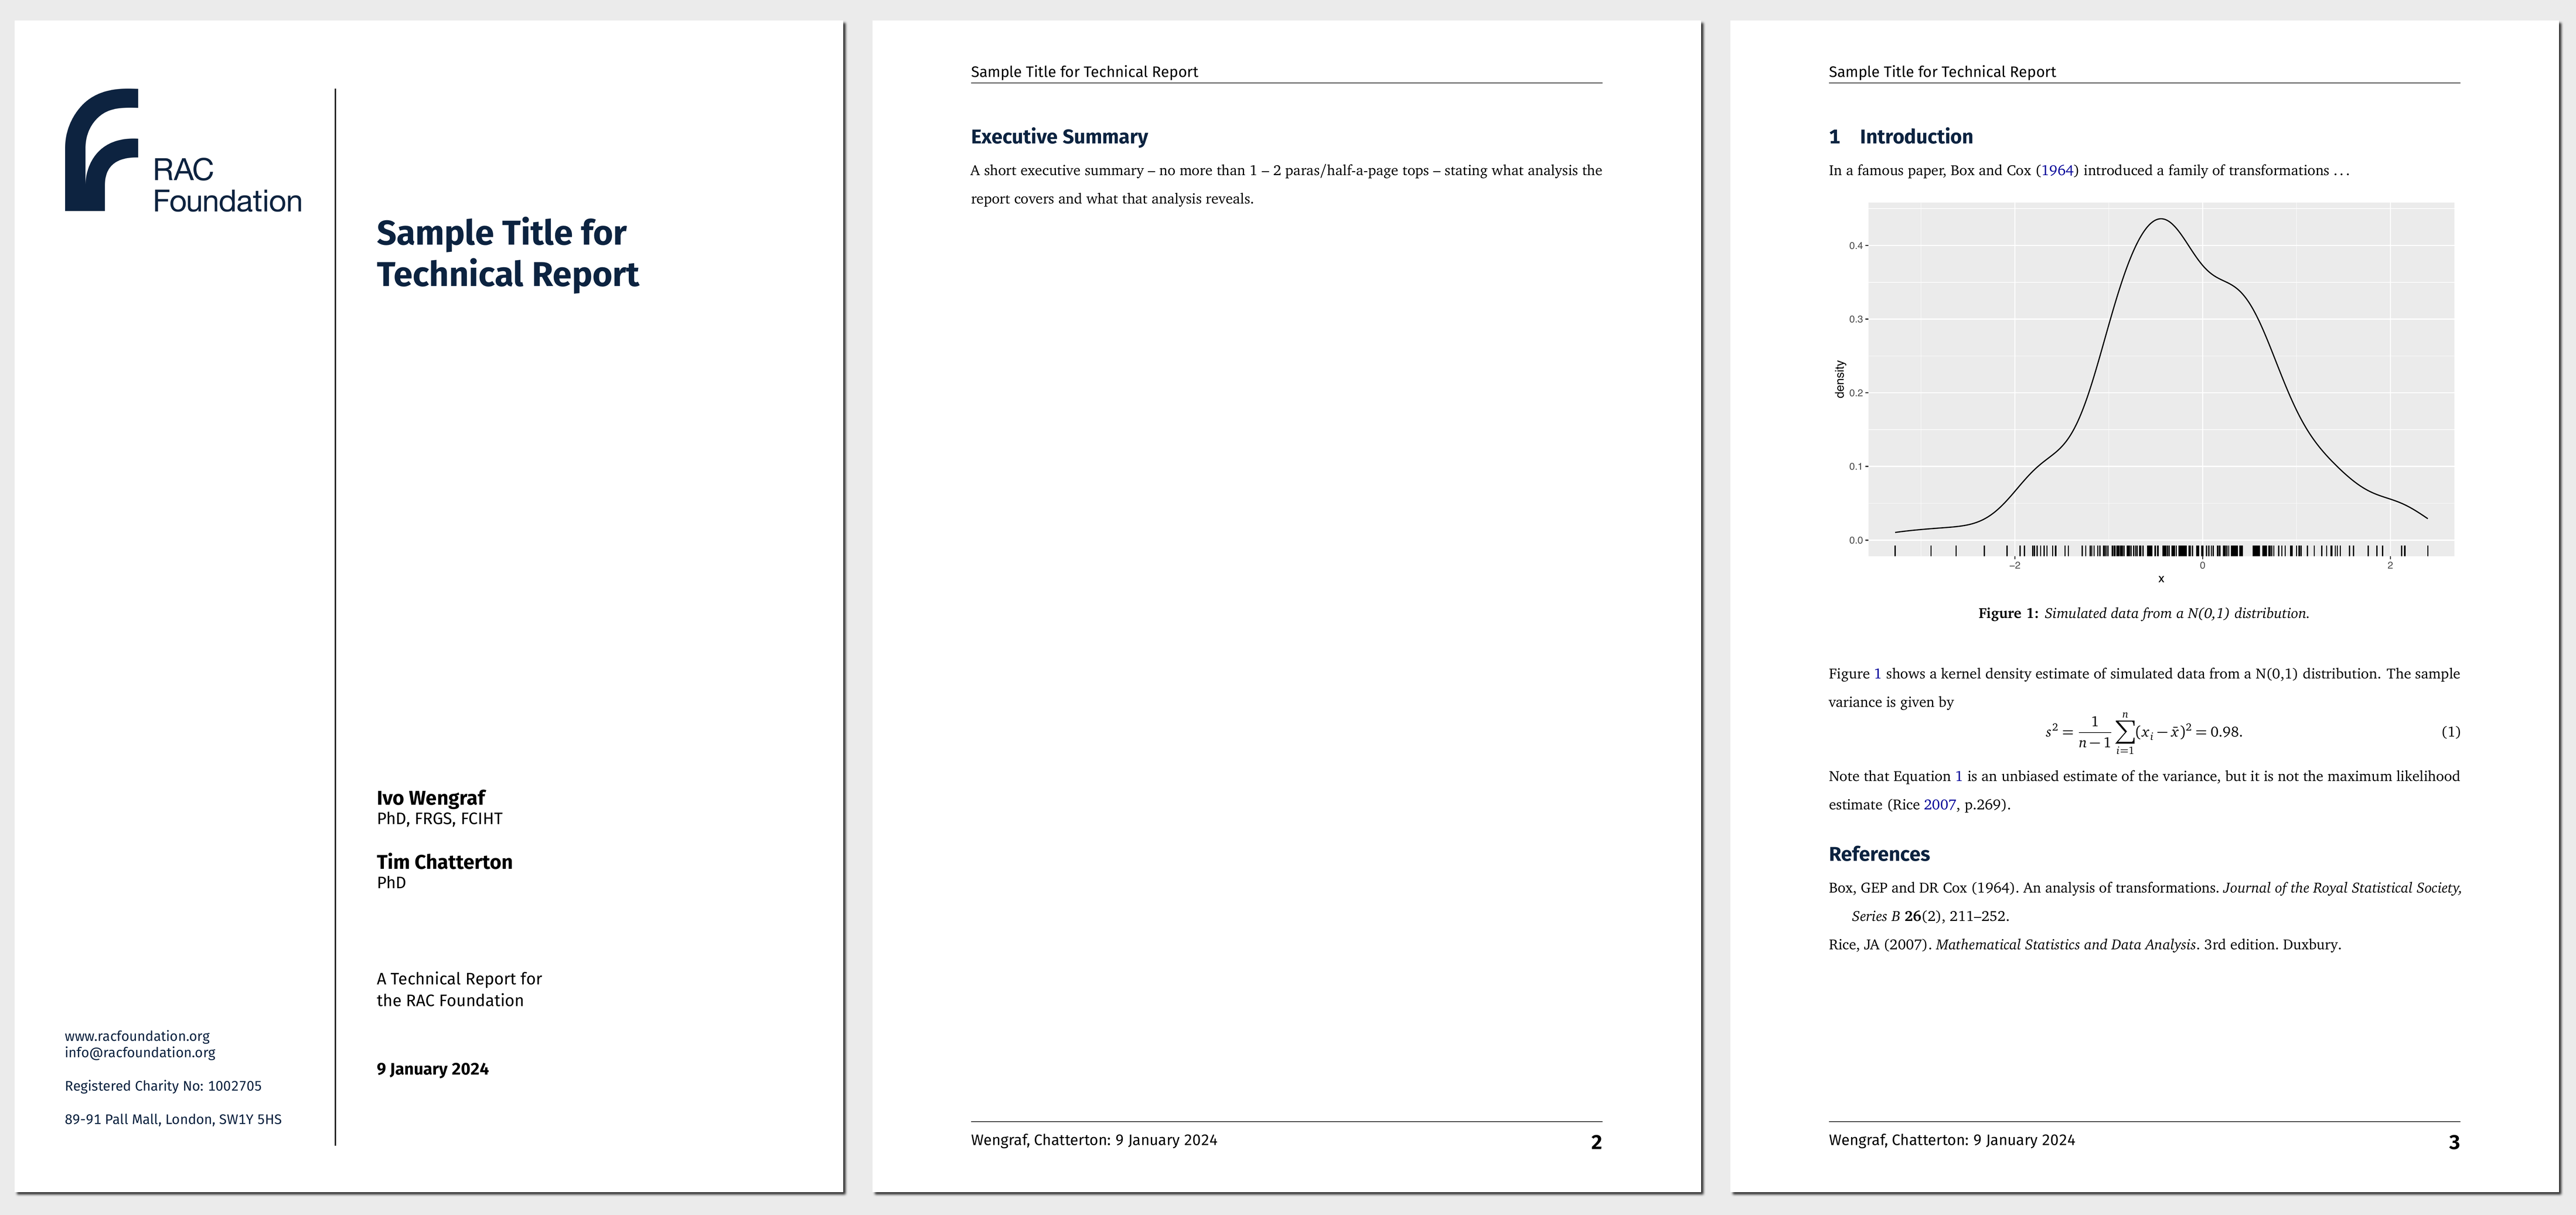 RAC
Foundation
Sample Title for
Technical Report
Ivo Wengraf
PhD, FRGS, FCIHT
Tim Chatterton
PhD
A Technical Report for
the RAC Foundation
9 January 2024
www.racfoundation.org
info@racfoundation.org
Registered Charity No: 1002705
89-91 Pall Mall, London, SW1Y 5HS
Sample Title for Technical Report
Executive Summary
A short executive summary – no more than 1 – 2 paras/half-a-page tops – stating what analysis the
report covers and what that analysis reveals.
Wengraf, Chatterton: 9 January 2024
2
Sample Title for Technical Report
1 Introduction
In a famous paper, Box and Cox (1964) introduced a family of transformations ...
0.4
0.3
density
0.2
0.1
0.0
−2
0
2
x
Figure 1: Simulated data from a N(0,1) distribution.
Figure 1 shows a kernel density estimate of simulated data from a N(0,1) distribution. The sample
variance is given by
s² = 1/(n−1) ∑ i=1 n (xᵢ − x̄)² = 0.98. (1)
Note that Equation 1 is an unbiased estimate of the variance, but it is not the maximum likelihood
estimate (Rice 2007, p.269).
References
Box, GEP and DR Cox (1964). An analysis of transformations. Journal of the Royal Statistical Society,
Series B 26(2), 211–252.
Rice, JA (2007). Mathematical Statistics and Data Analysis. 3rd edition. Duxbury.
Wengraf, Chatterton: 9 January 2024
3